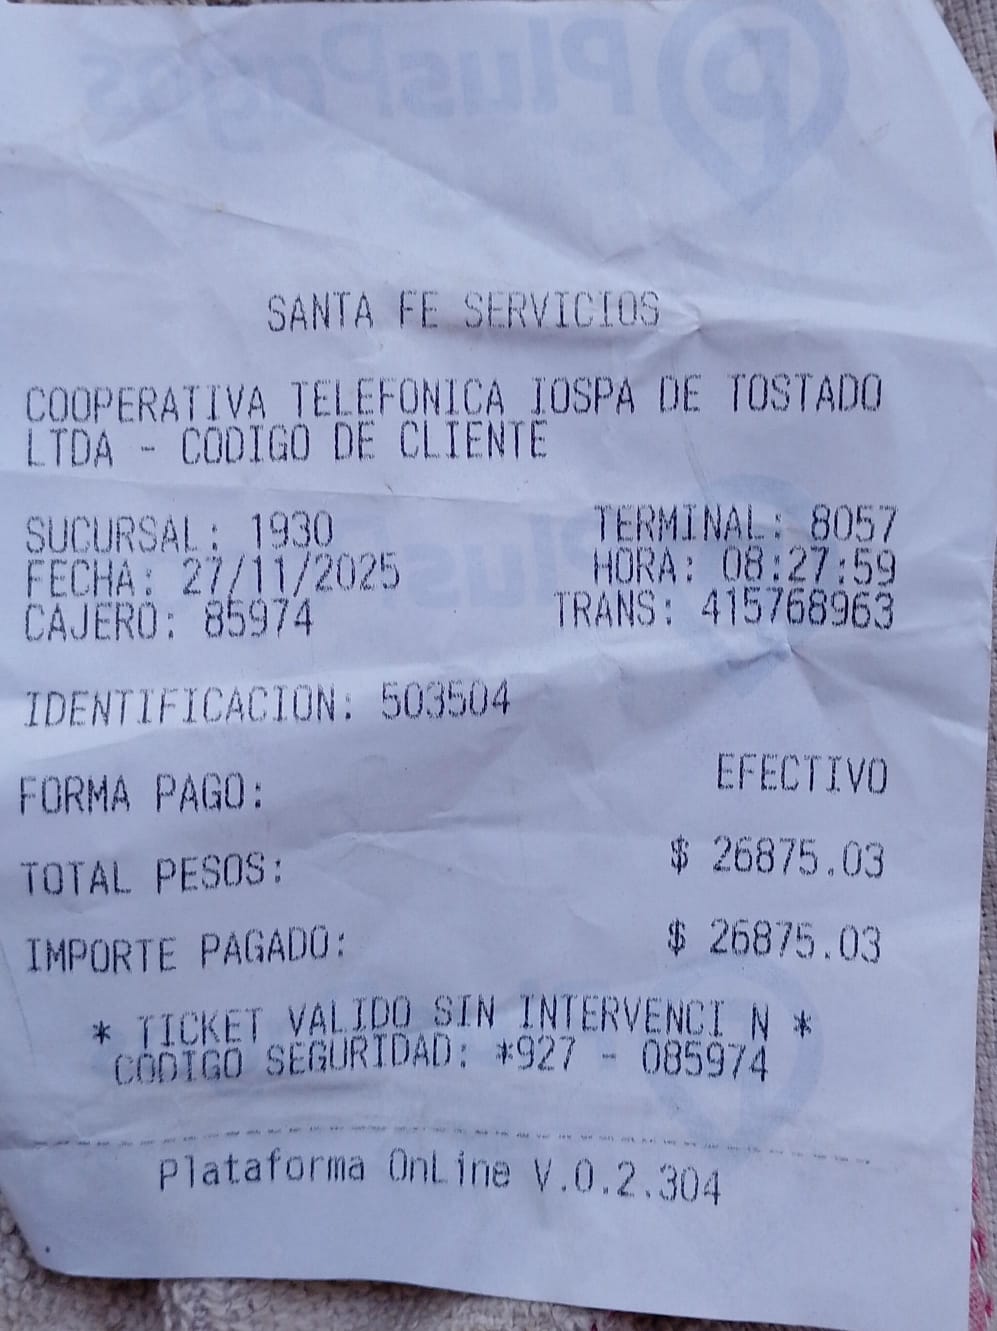 PlusPagos
SANTA FE SERVICIOS
COOPERATIVA TELEFONICA IOSPA DE TOSTADO
LTDA - CODIGO DE CLIENTE
SUCURSAL: 1930 TERMINAL: 8057
FECHA: 27/11/2025 HORA: 08:27:59
CAJERO: 85974 TRANS: 415768963
IDENTIFICACION: 503504
FORMA PAGO: EFECTIVO
TOTAL PESOS: $ 26875.03
IMPORTE PAGADO: $ 26875.03
* TICKET VALIDO SIN INTERVENCI N *
CODIGO SEGURIDAD: *927 - 085974
Plataforma OnLine V.0.2.304